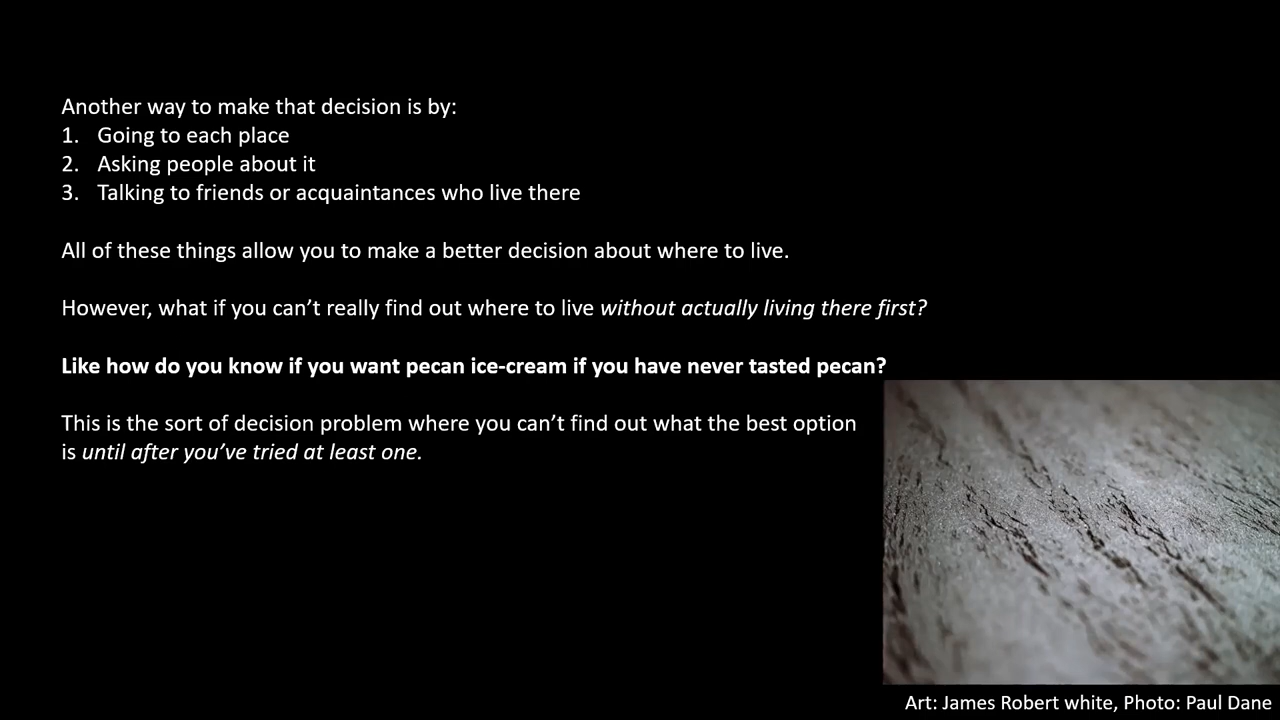 Another way to make that decision is by:
1. Going to each place
2. Asking people about it
3. Talking to friends or acquaintances who live there
All of these things allow you to make a better decision about where to live.
However, what if you can’t really find out where to live without actually living there first?
Like how do you know if you want pecan ice-cream if you have never tasted pecan?
This is the sort of decision problem where you can’t find out what the best option
is until after you’ve tried at least one.
Art: James Robert white, Photo: Paul Dane